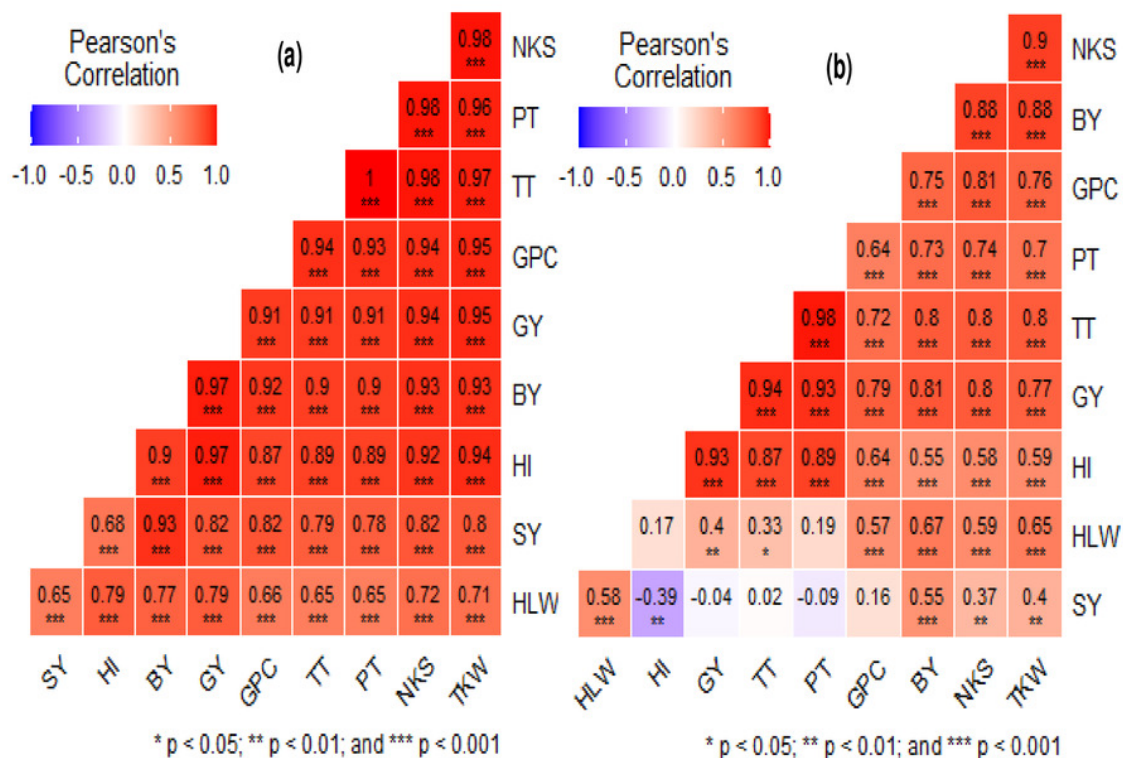 Pearson's
Correlation
(a)
-1.0 -0.5 0.0 0.5 1.0
0.98 NKS
***
0.98 0.96 PT
*** ***
1 0.98 0.97 TT
*** *** ***
0.94 0.93 0.94 0.95 GPC
*** *** *** ***
0.91 0.91 0.91 0.94 0.95 GY
*** *** *** *** ***
0.97 0.92 0.9 0.9 0.93 0.93 BY
*** *** *** *** *** ***
0.9 0.97 0.87 0.89 0.89 0.92 0.94 HI
*** *** *** *** *** *** ***
0.68 0.93 0.82 0.82 0.79 0.78 0.82 0.8 SY
*** *** *** *** *** *** *** ***
0.65 0.79 0.77 0.79 0.66 0.65 0.65 0.72 0.71 HLW
*** *** *** *** *** *** *** *** ***
SY HI BY GY GPC TT PT NKS TKW
* p < 0.05; ** p < 0.01; and *** p < 0.001
Pearson's
Correlation
(b)
-1.0 -0.5 0.0 0.5 1.0
0.9 NKS
***
0.88 0.88 BY
*** ***
0.75 0.81 0.76 GPC
*** *** ***
0.64 0.73 0.74 0.7 PT
*** *** *** ***
0.98 0.72 0.8 0.8 0.8 TT
*** *** *** *** ***
0.94 0.93 0.79 0.81 0.8 0.77 GY
*** *** *** *** *** ***
0.93 0.87 0.89 0.64 0.55 0.58 0.59 HI
*** *** *** *** *** *** ***
0.17 0.4 0.33 0.19 0.57 0.67 0.59 0.65 HLW
** * *** *** *** ***
0.58 -0.39 -0.04 0.02 -0.09 0.16 0.55 0.37 0.4 SY
*** ** *** ** **
HLW HI GY TT PT GPC BY NKS TKW
* p < 0.05; ** p < 0.01; and *** p < 0.001